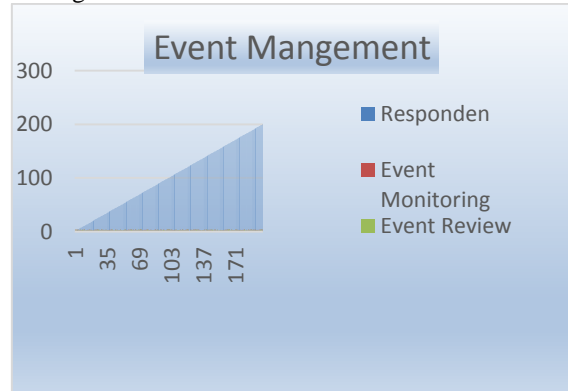 Event Mangement
300
200
100
0
1
35
69
103
137
171
Responden
Event
Monitoring
Event Review